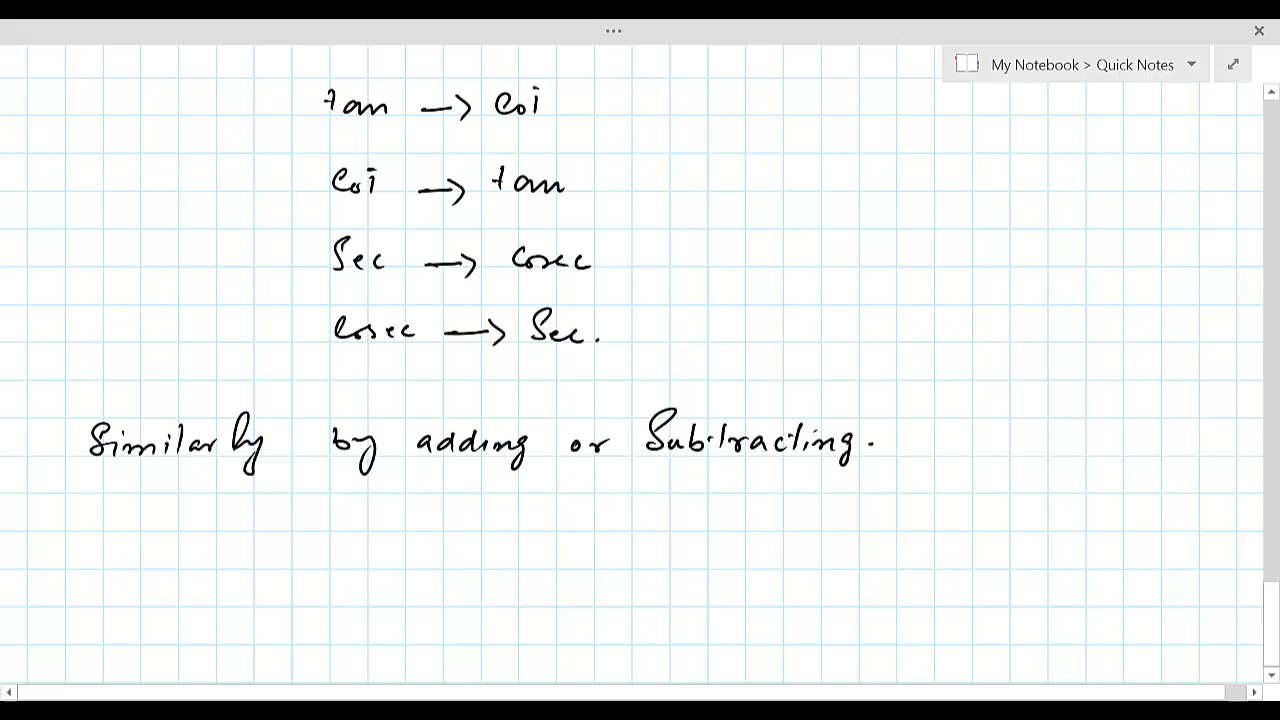 ...
My Notebook > Quick Notes
tan → cot
cot → tan
Sec → cosec
cosec → Sec.
Similarly by adding or Subtracting.